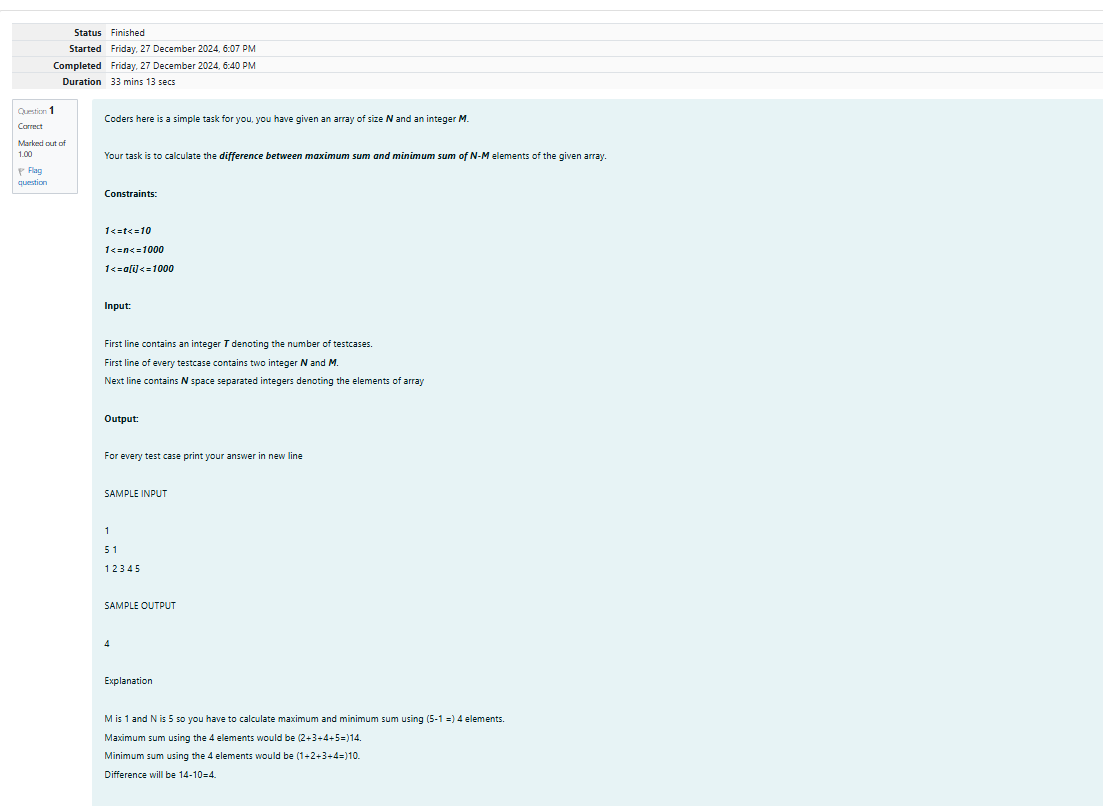 Status Finished
Started Friday, 27 December 2024, 6:07 PM
Completed Friday, 27 December 2024, 6:40 PM
Duration 33 mins 13 secs
Question 1
Correct
Marked out of
1.00
Flag
question
Coders here is a simple task for you, you have given an array of size N and an integer M.
Your task is to calculate the difference between maximum sum and minimum sum of N-M elements of the given array.
Constraints:
1<=t<=10
1<=n<=1000
1<=a[i]<=1000
Input:
First line contains an integer T denoting the number of testcases.
First line of every testcase contains two integer N and M.
Next line contains N space separated integers denoting the elements of array
Output:
For every test case print your answer in new line
SAMPLE INPUT
1
5 1
1 2 3 4 5
SAMPLE OUTPUT
4
Explanation
M is 1 and N is 5 so you have to calculate maximum and minimum sum using (5-1 =) 4 elements.
Maximum sum using the 4 elements would be (2+3+4+5=)14.
Minimum sum using the 4 elements would be (1+2+3+4=)10.
Difference will be 14-10=4.